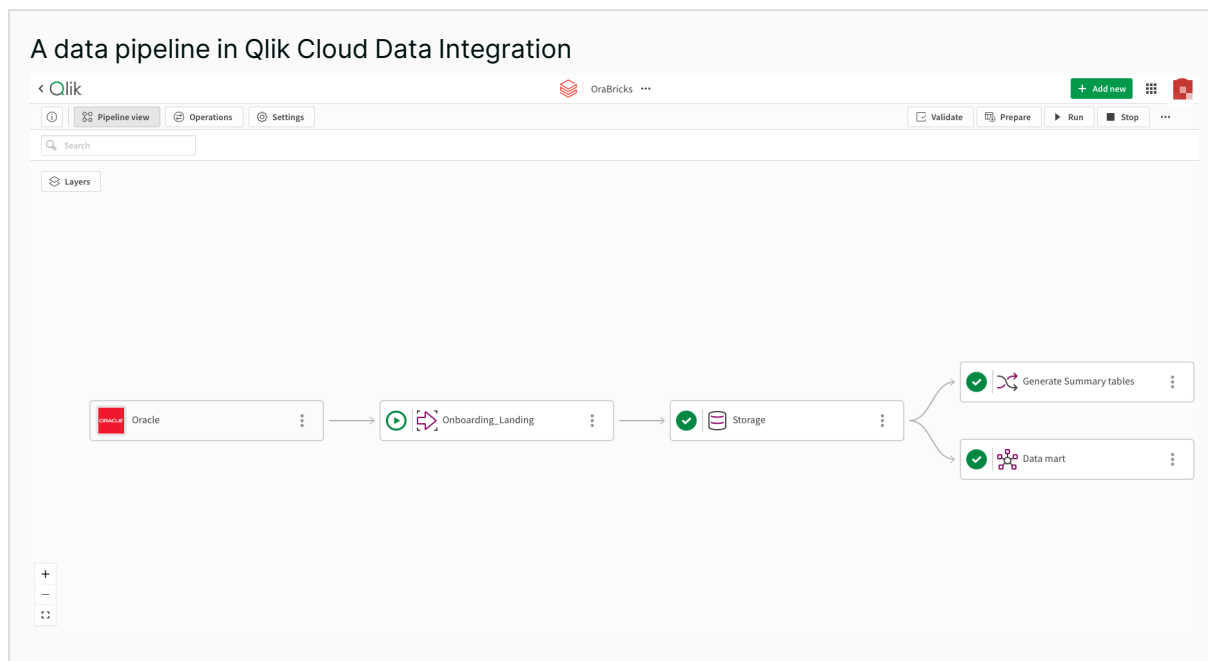 A data pipeline in Qlik Cloud Data Integration
Qlik
OraBricks
Add new
Pipeline view
Operations
Settings
Validate
Prepare
Run
Stop
Search
Layers
ORACLE
Oracle
Onboarding_Landing
Storage
Generate Summary tables
Data mart